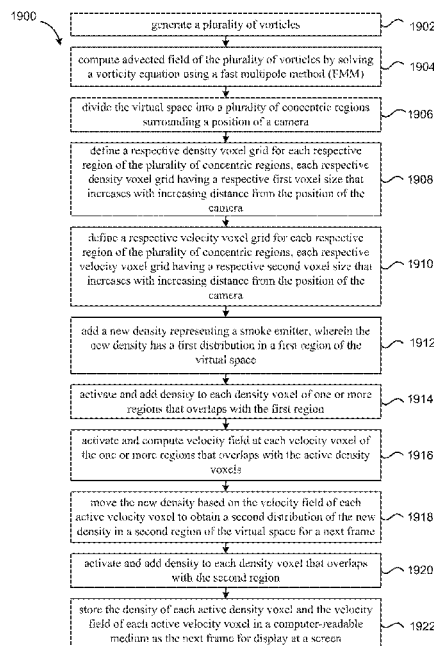 1900
generate a plurality of vorticles
1902
compute advected field of the plurality of vorticles by solving
a vorticity equation using a fast multipole method (FMM)
1904
divide the virtual space into a plurality of concentric regions
surrounding a position of a camera
1906
define a respective density voxel grid for each respective
region of the plurality of concentric regions, each respective
density voxel grid having a respective first voxel size that
increases with increasing distance from the position of the
camera
1908
define a respective velocity voxel grid for each respective
region of the plurality of concentric regions, each respective
velocity voxel grid having a respective second voxel size that
increases with increasing distance from the position of the
camera
1910
add a new density representing a smoke emitter, wherein the
new density has a first distribution in a first region of the
virtual space
1912
activate and add density to each density voxel of one or more
regions that overlaps with the first region
1914
activate and compute velocity field at each velocity voxel of
the one or more regions that overlaps with the active density
voxels
1916
move the new density based on the velocity field of each
active velocity voxel to obtain a second distribution of the new
density in a second region of the virtual space for a next frame
1918
activate and add density to each density voxel that overlaps
with the second region
1920
store the density of each active density voxel and the velocity
field of each active velocity voxel in a computer-readable
medium as the next frame for display at a screen
1922